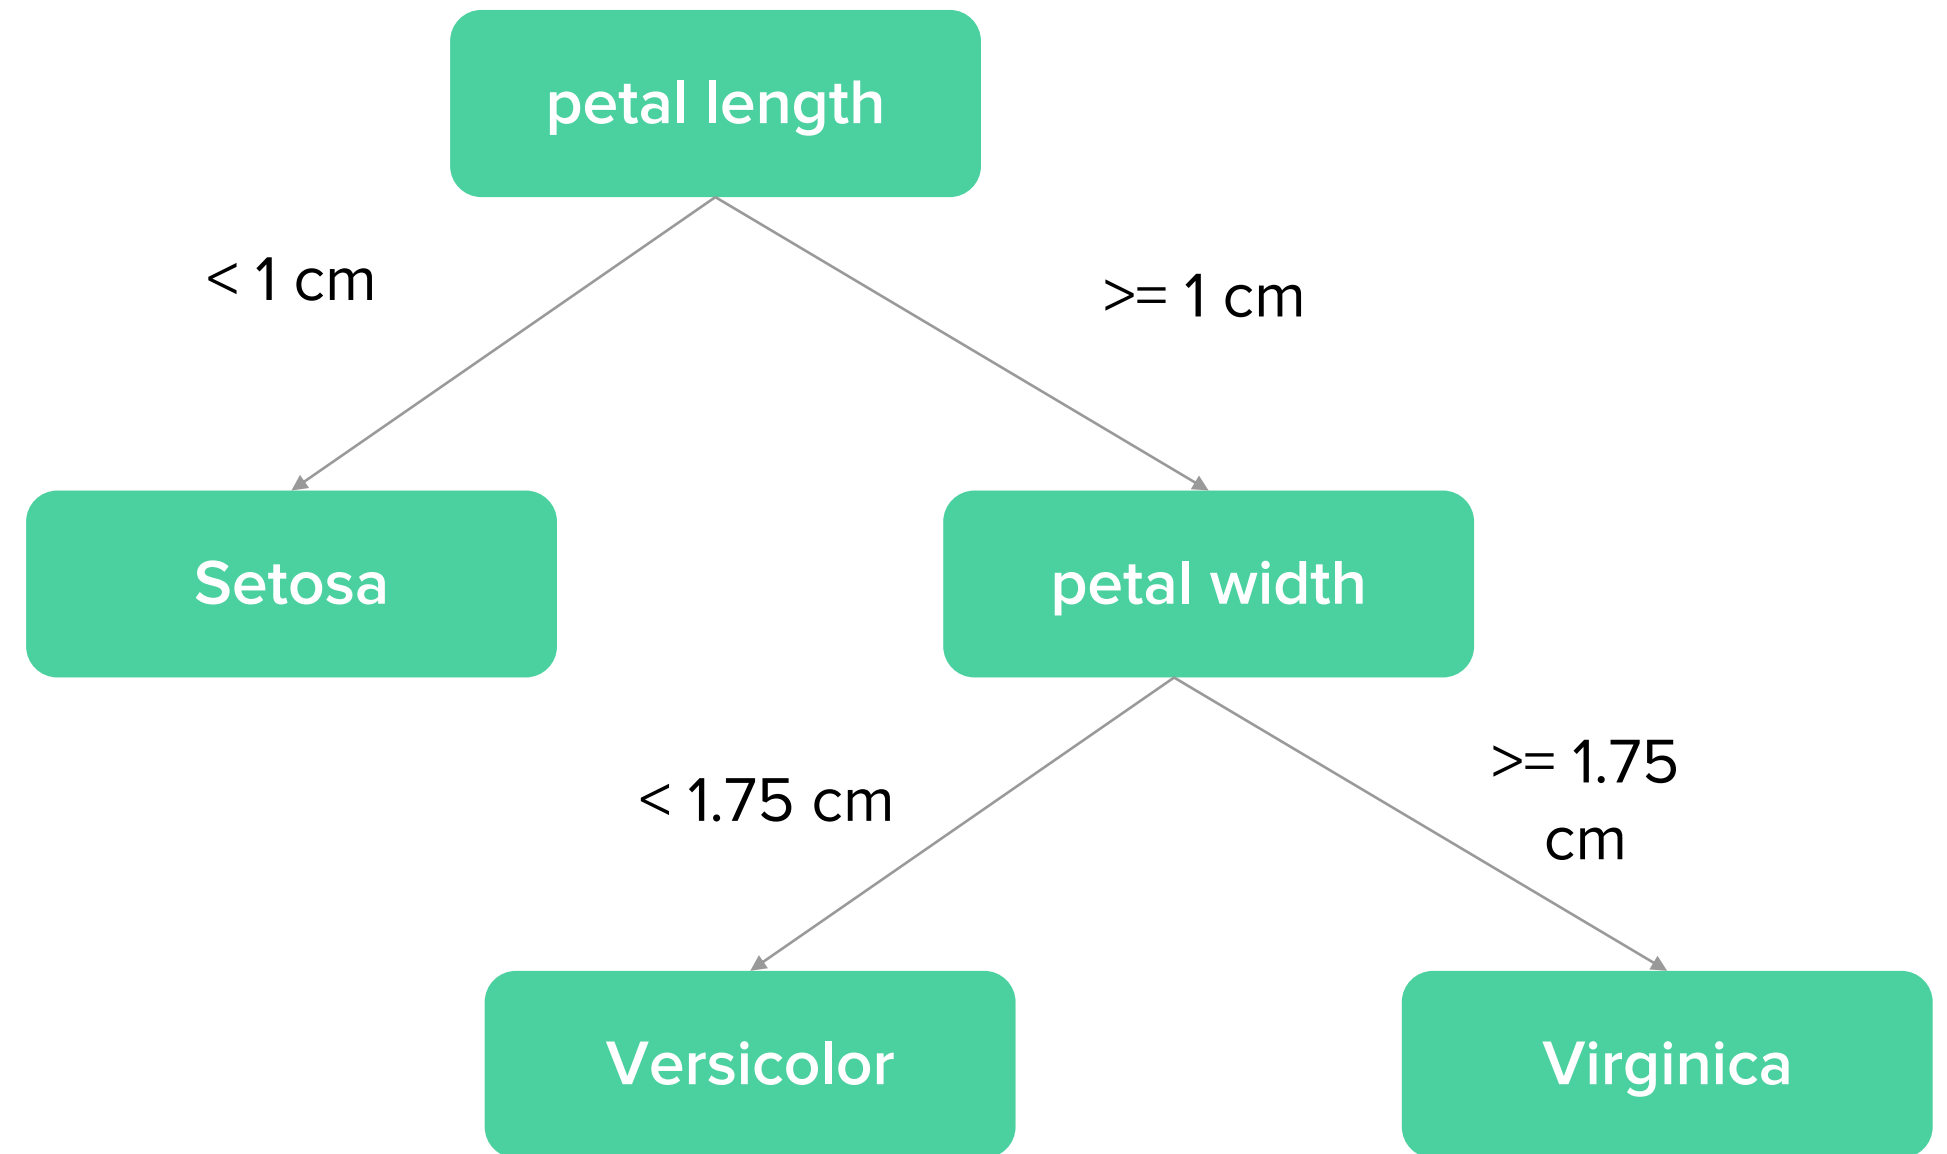 petal length
< 1 cm
>= 1 cm
Setosa
petal width
< 1.75 cm
>= 1.75
cm
Versicolor
Virginica